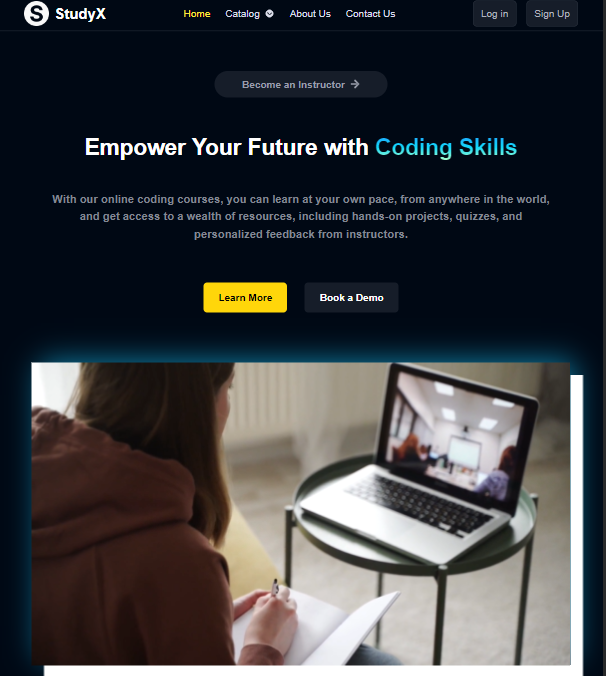 S StudyX
Home Catalog About Us Contact Us Log in Sign Up
Become an Instructor
Empower Your Future with Coding Skills
With our online coding courses, you can learn at your own pace, from anywhere in the world,
and get access to a wealth of resources, including hands-on projects, quizzes, and
personalized feedback from instructors.
Learn More Book a Demo